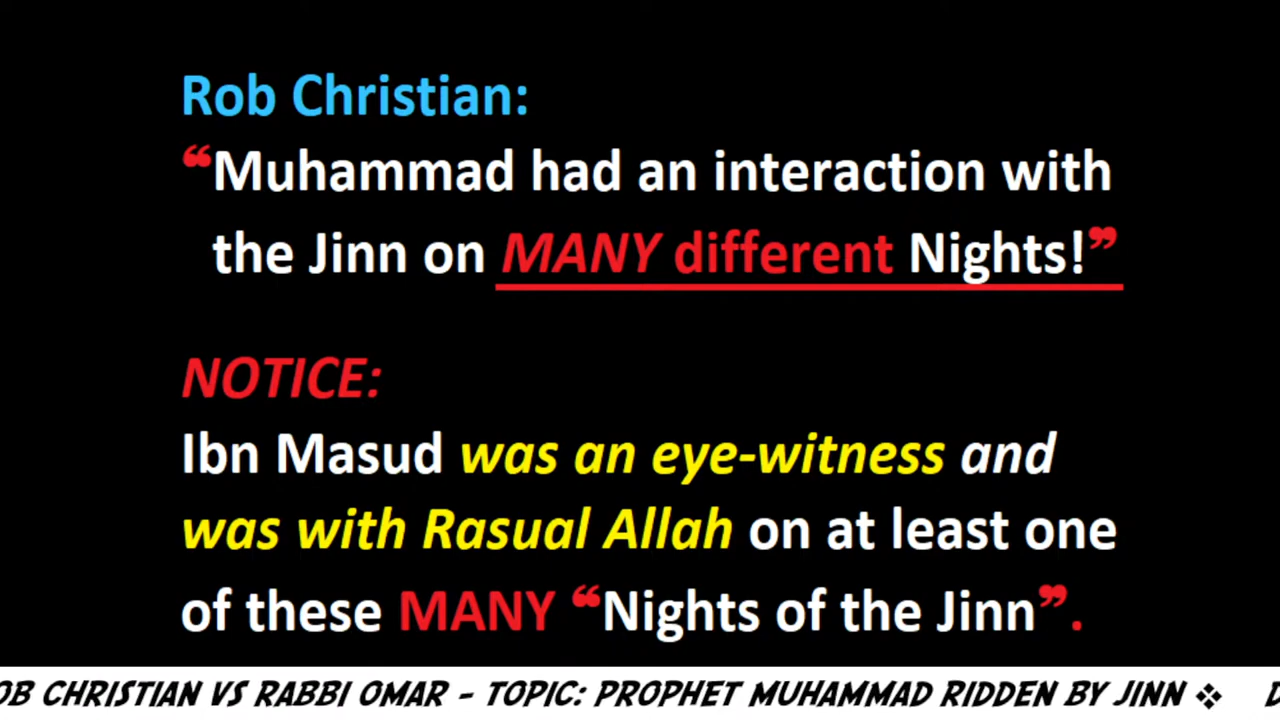 Rob Christian:
❝Muhammad had an interaction with
the Jinn on MANY different Nights!❞
NOTICE:
Ibn Masud was an eye-witness and
was with Rasual Allah on at least one
of these MANY ❝Nights of the Jinn❞.
OB CHRISTIAN VS RABBI OMAR - TOPIC: PROPHET MUHAMMAD RIDDEN BY JINN ❖ D